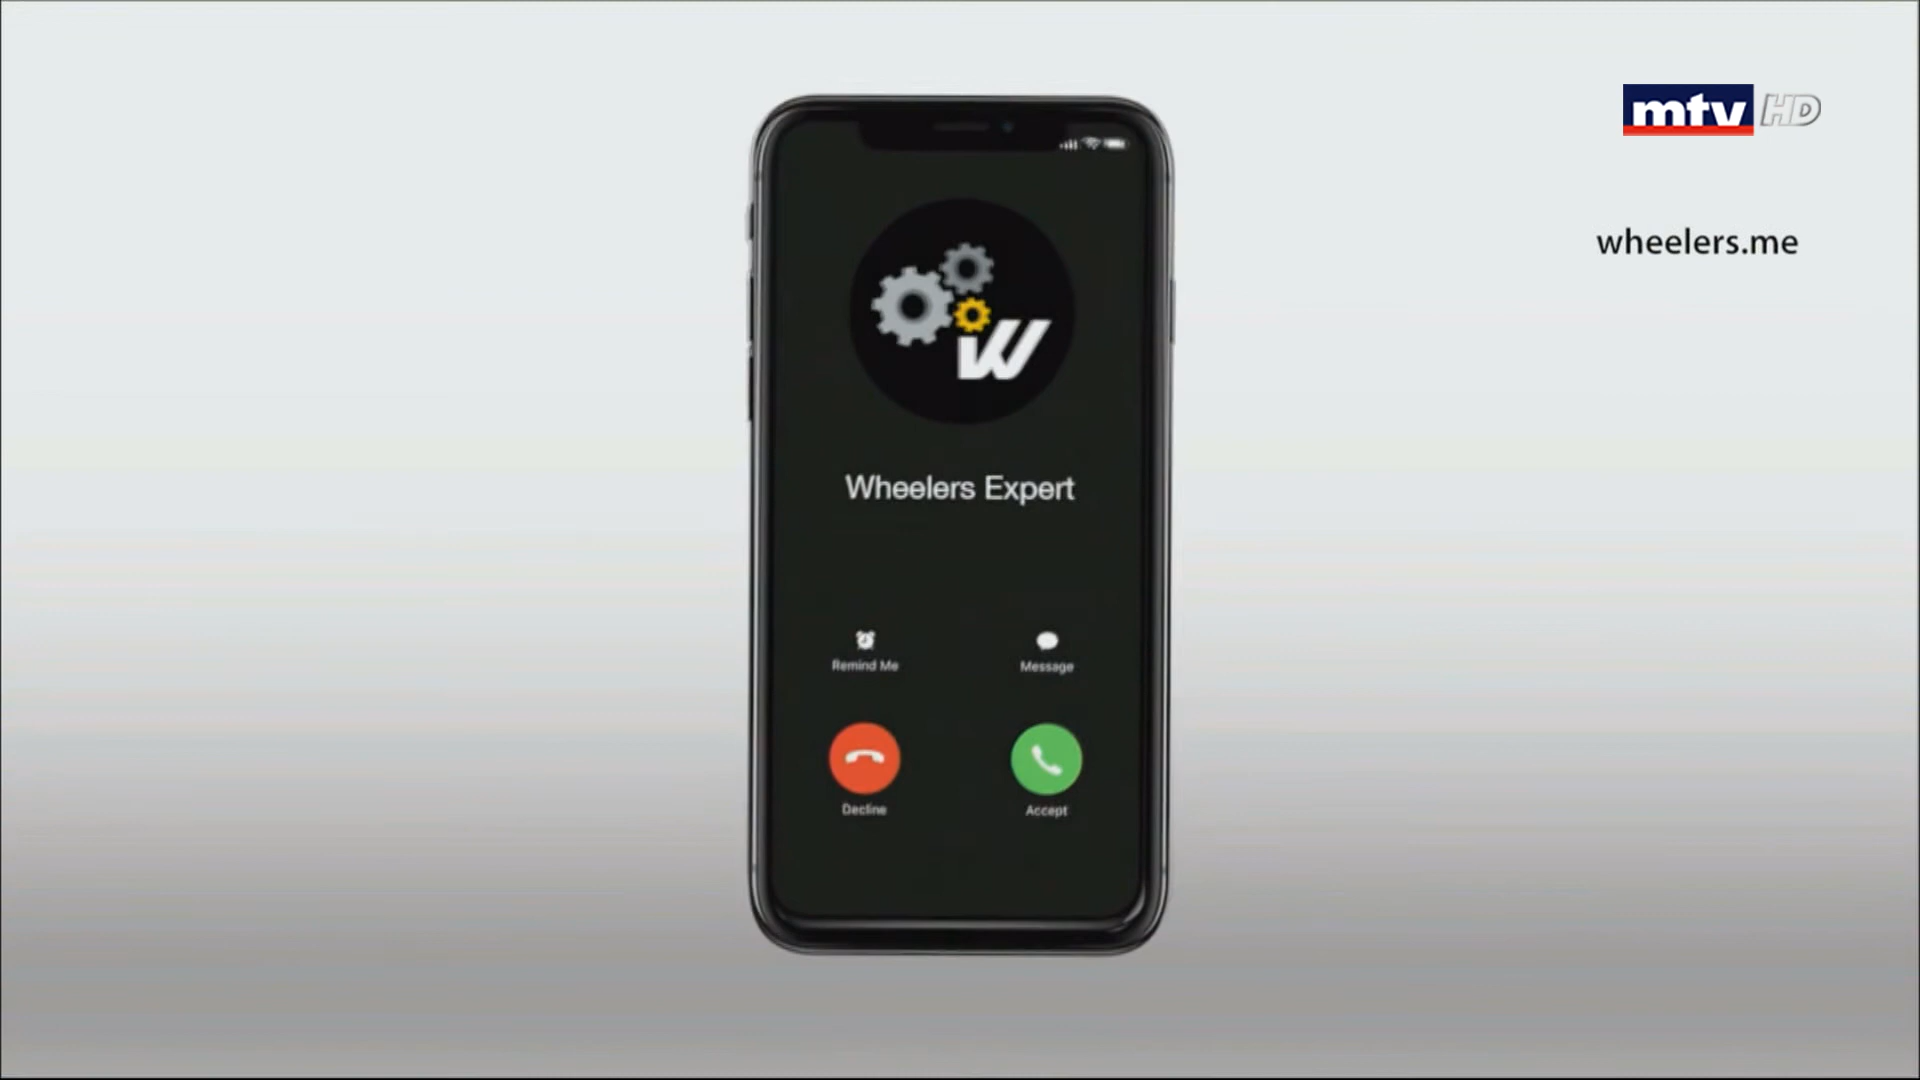 mtv HD
wheelers.me
W
Wheelers Expert
Remind Me
Message
Decline
Accept